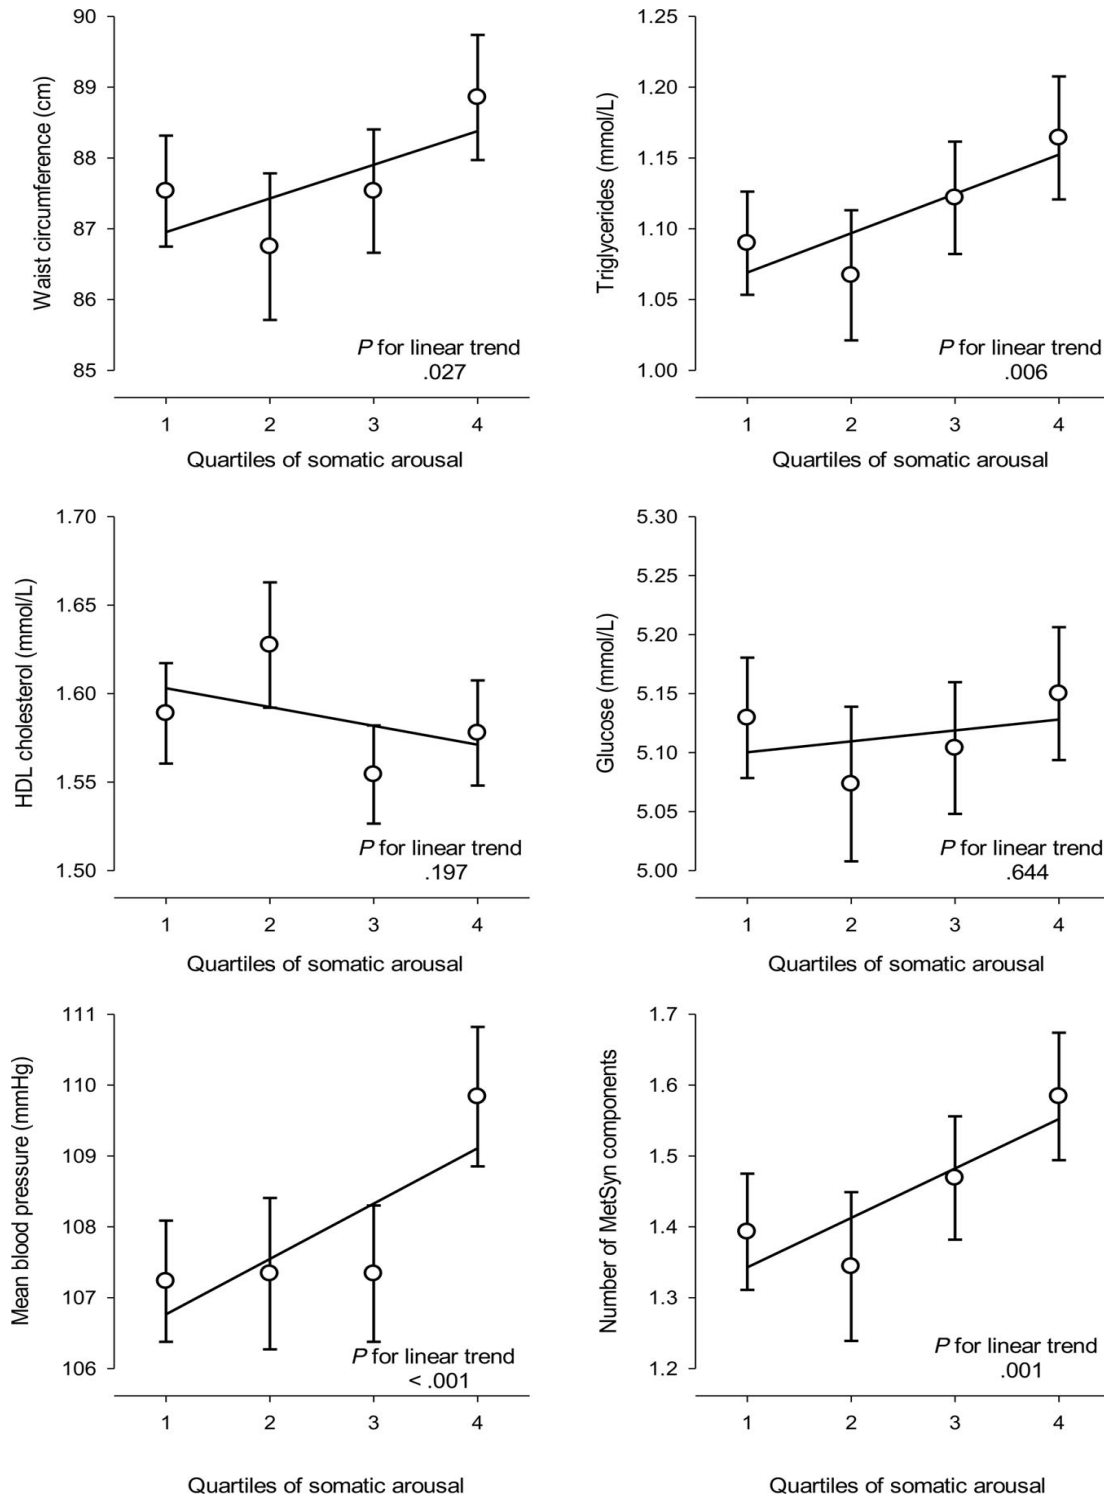 90
89
88
87
86
85
Waist circumference (cm)
P for linear trend
.027
1 2 3 4
Quartiles of somatic arousal
1.25
1.20
1.15
1.10
1.05
1.00
Triglycerides (mmol/L)
P for linear trend
.006
1 2 3 4
Quartiles of somatic arousal
1.70
1.65
1.60
1.55
1.50
HDL cholesterol (mmol/L)
P for linear trend
.197
1 2 3 4
Quartiles of somatic arousal
5.30
5.25
5.20
5.15
5.10
5.05
5.00
Glucose (mmol/L)
P for linear trend
.644
1 2 3 4
Quartiles of somatic arousal
111
110
109
108
107
106
Mean blood pressure (mmHg)
P for linear trend
< .001
1 2 3 4
Quartiles of somatic arousal
1.7
1.6
1.5
1.4
1.3
1.2
Number of MetSyn components
P for linear trend
.001
1 2 3 4
Quartiles of somatic arousal